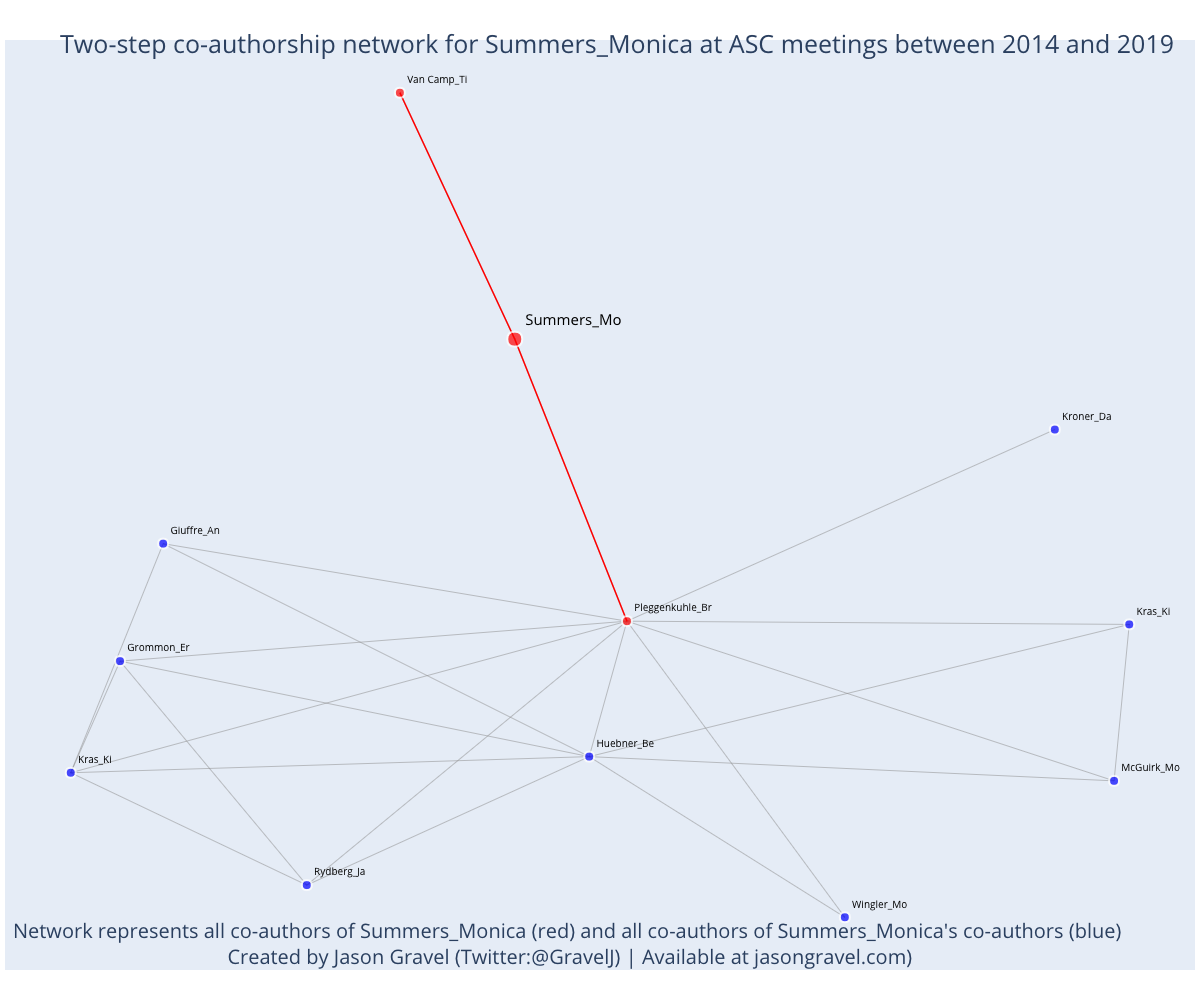 Two-step co-authorship network for Summers_Monica at ASC meetings between 2014 and 2019
Van Camp_Ti
Summers_Mo
Kroner_Da
Giuffre_An
Pleggenkuhle_Br
Kras_Ki
Grommon_Er
Huebner_Be
Kras_Ki
McGuirk_Mo
Rydberg_Ja
Wingler_Mo
Network represents all co-authors of Summers_Monica (red) and all co-authors of Summers_Monica's co-authors (blue)
Created by Jason Gravel (Twitter:@GravelJ) | Available at jasongravel.com)